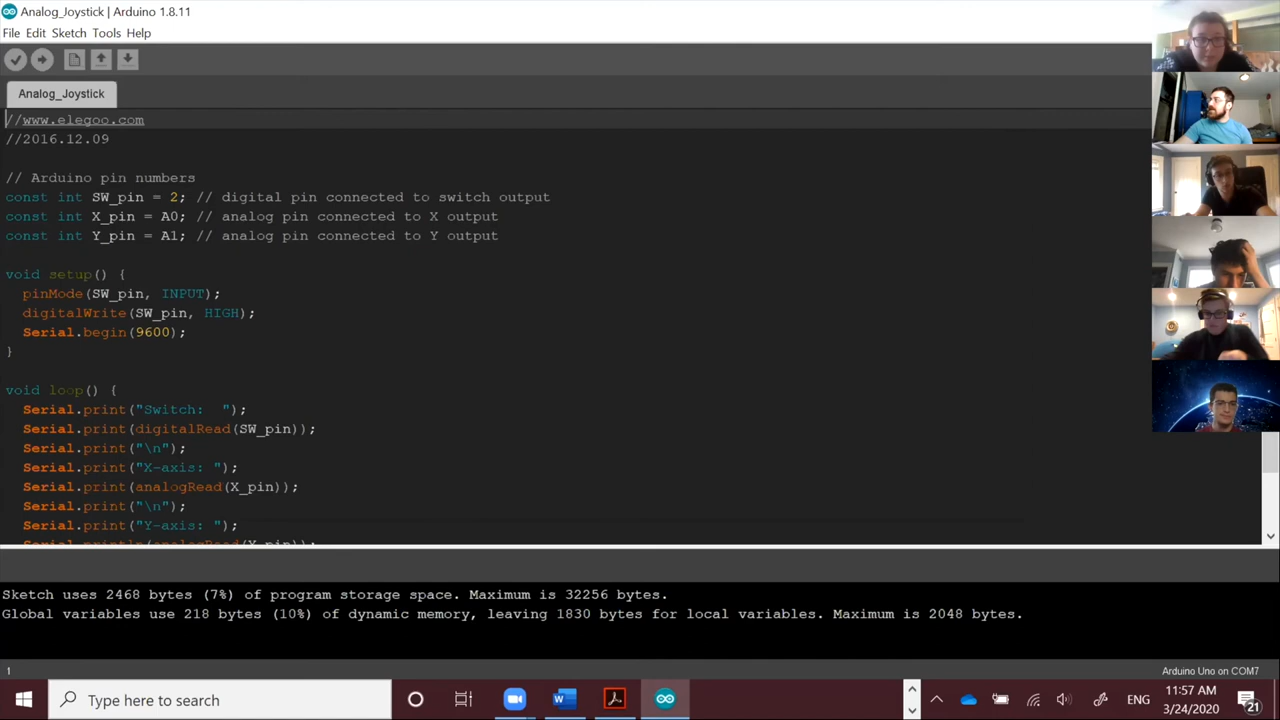 Analog_Joystick | Arduino 1.8.11
File Edit Sketch Tools Help
Analog_Joystick
//www.elegoo.com
//2016.12.09
// Arduino pin numbers
const int SW_pin = 2; // digital pin connected to switch output
const int X_pin = A0; // analog pin connected to X output
const int Y_pin = A1; // analog pin connected to Y output
void setup() {
pinMode(SW_pin, INPUT);
digitalWrite(SW_pin, HIGH);
Serial.begin(9600);
}
void loop() {
Serial.print("Switch:  ");
Serial.print(digitalRead(SW_pin));
Serial.print("\n");
Serial.print("X-axis: ");
Serial.print(analogRead(X_pin));
Serial.print("\n");
Serial.print("Y-axis: ");
Serial.println(analogRead(Y_pin));
Sketch uses 2468 bytes (7%) of program storage space. Maximum is 32256 bytes.
Global variables use 218 bytes (10%) of dynamic memory, leaving 1830 bytes for local variables. Maximum is 2048 bytes.
1
Arduino Uno on COM7
Type here to search
ENG
11:57 AM
3/24/2020
21